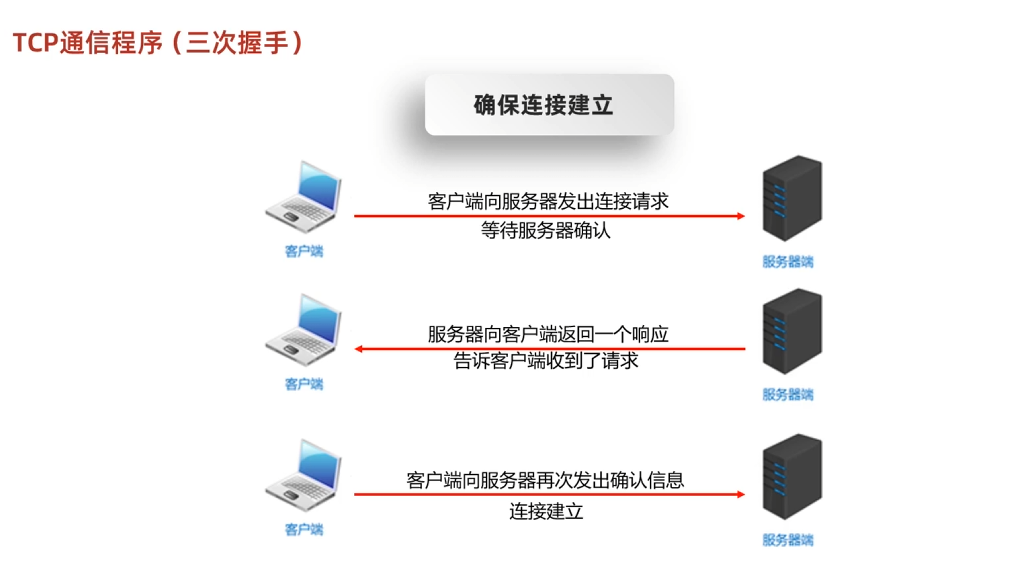 TCP通信程序（三次握手）
确保连接建立
客户端向服务器发出连接请求
等待服务器确认
客户端
服务器端
服务器向客户端返回一个响应
告诉客户端收到了请求
客户端
服务器端
客户端向服务器再次发出确认信息
连接建立
客户端
服务器端